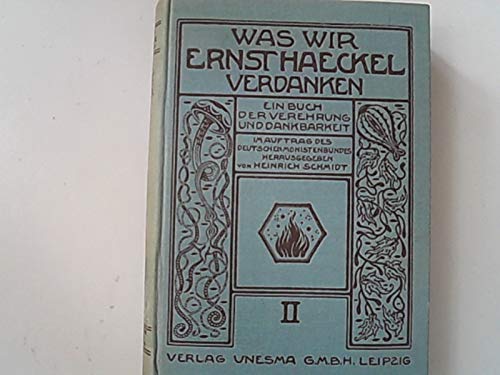 WAS WIR
ERNST HAECKEL
VERDANKEN
EIN BUCH
DER VEREHRUNG
UND DANKBARKEIT
IM AUFTRAG DES
DEUTSCHEN MONISTENBUNDES
HERAUSGEGEBEN
VON HEINRICH SCHMIDT
II
VERLAG UNESMA G.M.B.H. LEIPZIG